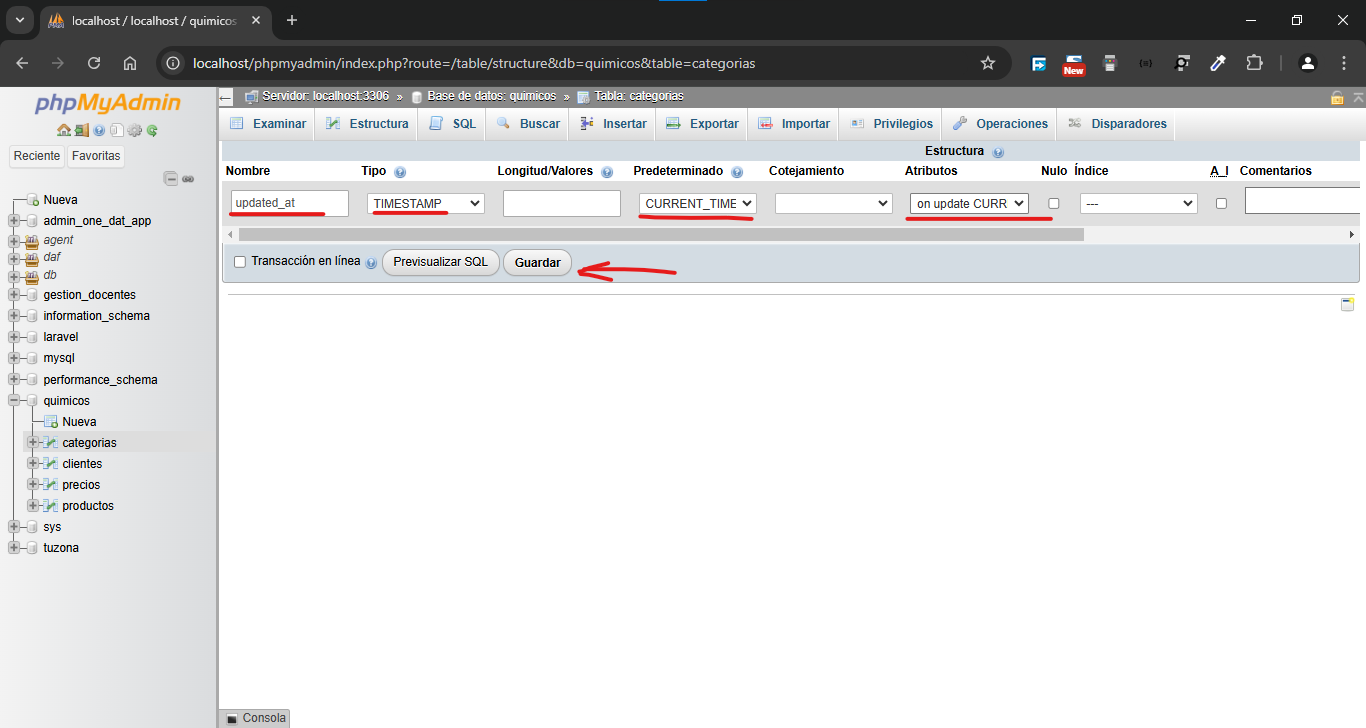 localhost / localhost / quimicos
localhost/phpmyadmin/index.php?route=/table/structure&db=quimicos&table=categorias
New
phpMyAdmin
Reciente Favoritas
Nueva
admin_one_dat_app
agent
daf
db
gestion_docentes
information_schema
laravel
mysql
performance_schema
quimicos
Nueva
categorias
clientes
precios
productos
sys
tuzona
Servidor: localhost:3306 » Base de datos: quimicos » Tabla: categorias
Examinar Estructura SQL Buscar Insertar Exportar Importar Privilegios Operaciones Disparadores
Estructura
Nombre Tipo Longitud/Valores Predeterminado Cotejamiento Atributos Nulo Índice A_I Comentarios
updated_at TIMESTAMP CURRENT_TIME on update CURR ---
Transacción en línea Previsualizar SQL Guardar
Consola